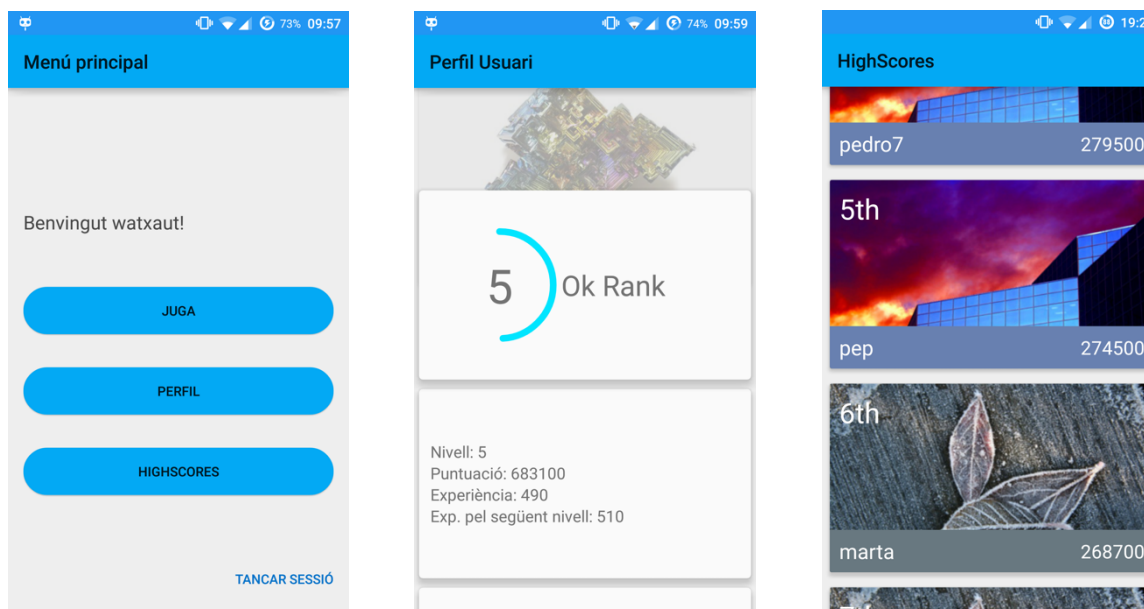 73% 09:57
Menú principal
Benvingut watxaut!
JUGA
PERFIL
HIGHSCORES
TANCAR SESSIÓ
74% 09:59
Perfil Usuari
5
Ok Rank
Nivell: 5
Puntuació: 683100
Experiència: 490
Exp. pel següent nivell: 510
19:2
HighScores
pedro7 279500
5th
pep 274500
6th
marta 268700